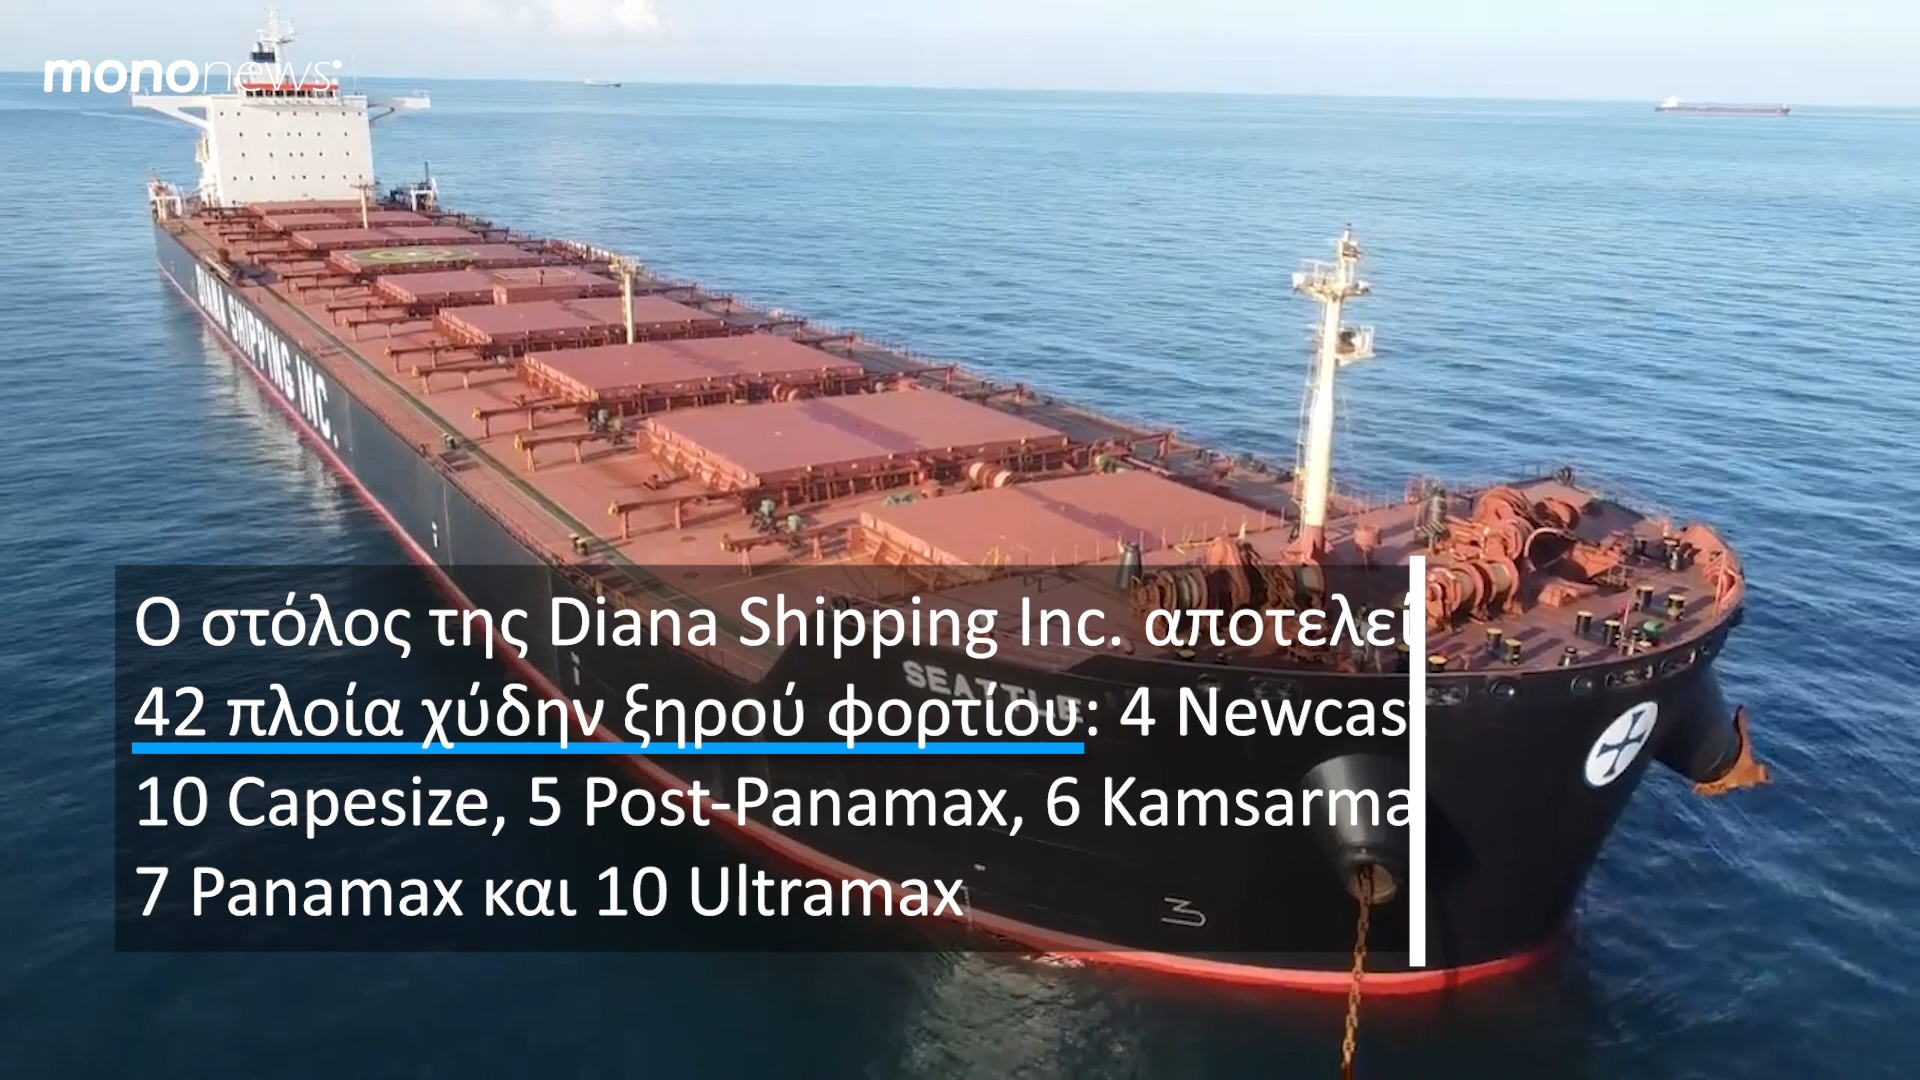 mononews
DIANA SHIPPING INC.
Ο στόλος της Diana Shipping Inc. αποτελεί
SEATTLE
42 πλοία χύδην ξηρού φορτίου: 4 Newcas
10 Capesize, 5 Post-Panamax, 6 Kamsarma
7 Panamax και 10 Ultramax